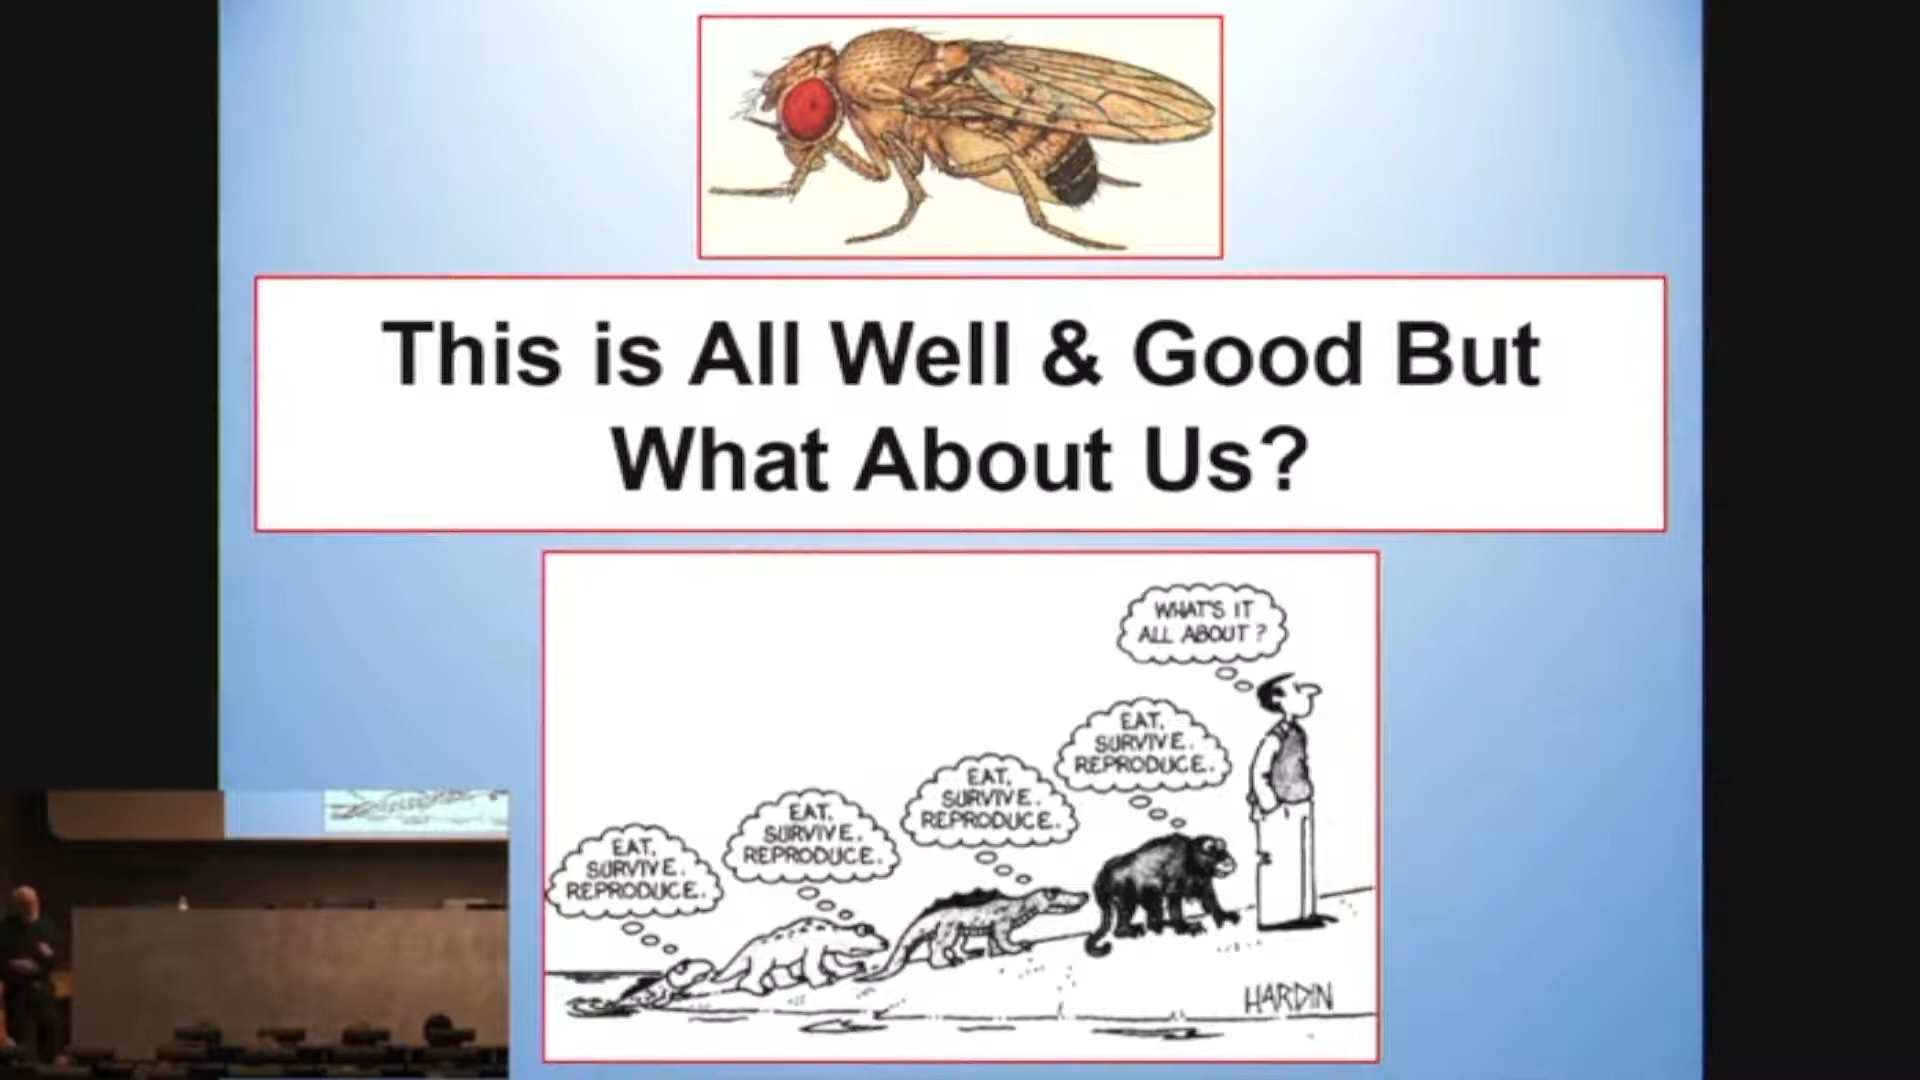 This is All Well & Good But
What About Us?
WHAT'S IT
ALL ABOUT?
EAT,
SURVIVE,
REPRODUCE.
EAT,
SURVIVE,
REPRODUCE.
EAT,
SURVIVE,
REPRODUCE.
EAT,
SURVIVE,
REPRODUCE.
HARDIN